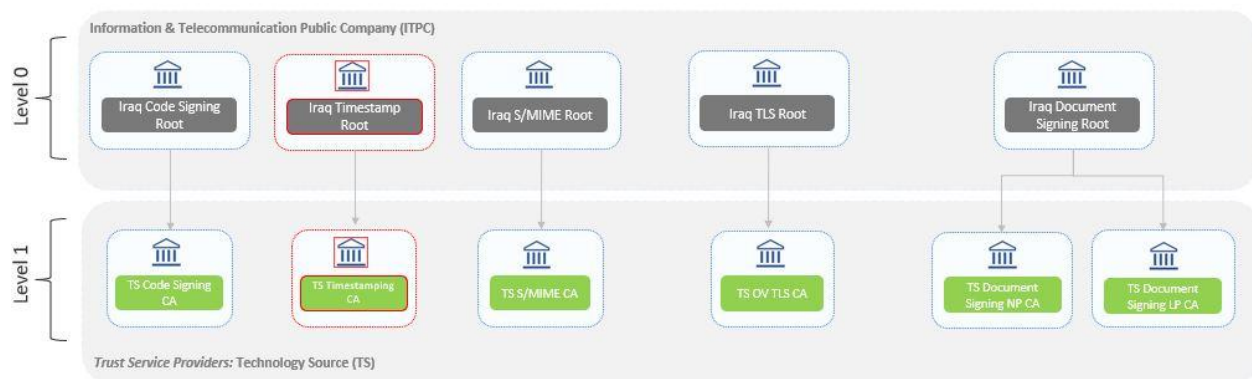 Information & Telecommunication Public Company (ITPC)
Level 0
Iraq Code Signing
Root
Iraq Timestamp
Root
Iraq S/MIME Root
Iraq TLS Root
Iraq Document
Signing Root
Level 1
TS Code Signing
CA
TS Timestamping
CA
TS S/MIME CA
TS OV TLS CA
TS Document
Signing NP CA
TS Document
Signing LP CA
Trust Service Providers: Technology Source (TS)